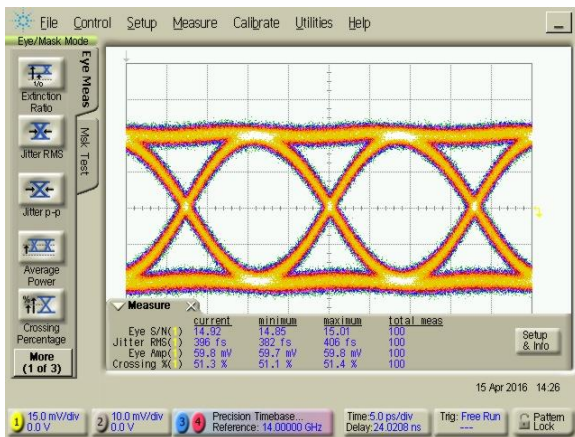 File Control Setup Measure Calibrate Utilities Help
Eye/Mask Mode
Eye Meas
Msk Test
1/0
Extinction
Ratio
Jitter RMS
Jitter p-p
Average
Power
%
Crossing
Percentage
More
(1 of 3)
Measure
current minimum maximum total meas
Eye S/N( ) 14.92 14.85 15.01 100
Jitter RMS( ) 396 fs 382 fs 406 fs 100
Eye Amp( ) 59.8 mV 59.7 mV 59.8 mV 100
Crossing %( ) 51.3 % 51.1 % 51.4 % 100
Setup
& Info
15 Apr 2016 14:26
1 15.0 mV/div
0.0 V
2 10.0 mV/div
0.0 V
3 4 Precision Timebase...
Reference: 14.00000 GHz
Time:5.0 ps/div
Delay:24.0208 ns
Trig: Free Run
---
Pattern
Lock